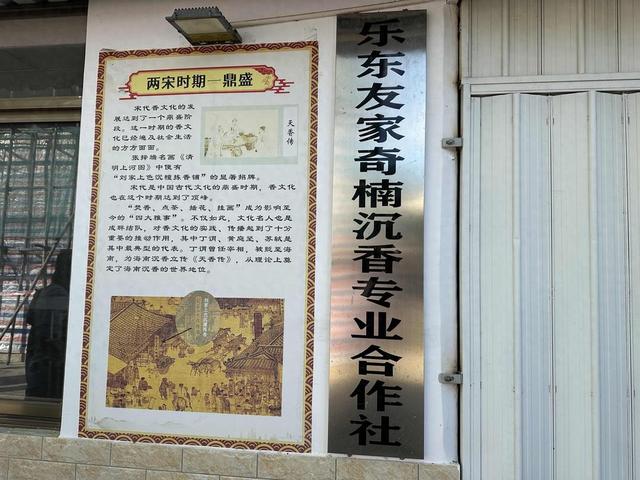 两宋时期—鼎盛
宋代香文化的发
展达到了一个鼎盛阶
段。这一时期的香文
化已经遍及社会生活
的方方面面。
张择端名画《清
明上河图》中便有
“刘家上色沉檀拣香铺”的显著招牌。
宋代是中国古代文化的鼎盛时期，香文化
也在这个时期达到了顶峰。
“焚香、点茶、插花、挂画”成为影响至
今的“四大雅事”。不仅如此，文化名人也是
成群结队，对香文化的实践、传播起到了十分
重要的推动作用，其中丁谓、黄庭坚、苏轼是
其中最典型的代表。丁谓曾任宰相，被贬至海
南，为海南沉香立传《天香传》，从理论上奠
定了海南沉香的世界地位。
天香传
乐东友家奇楠沉香专业合作社